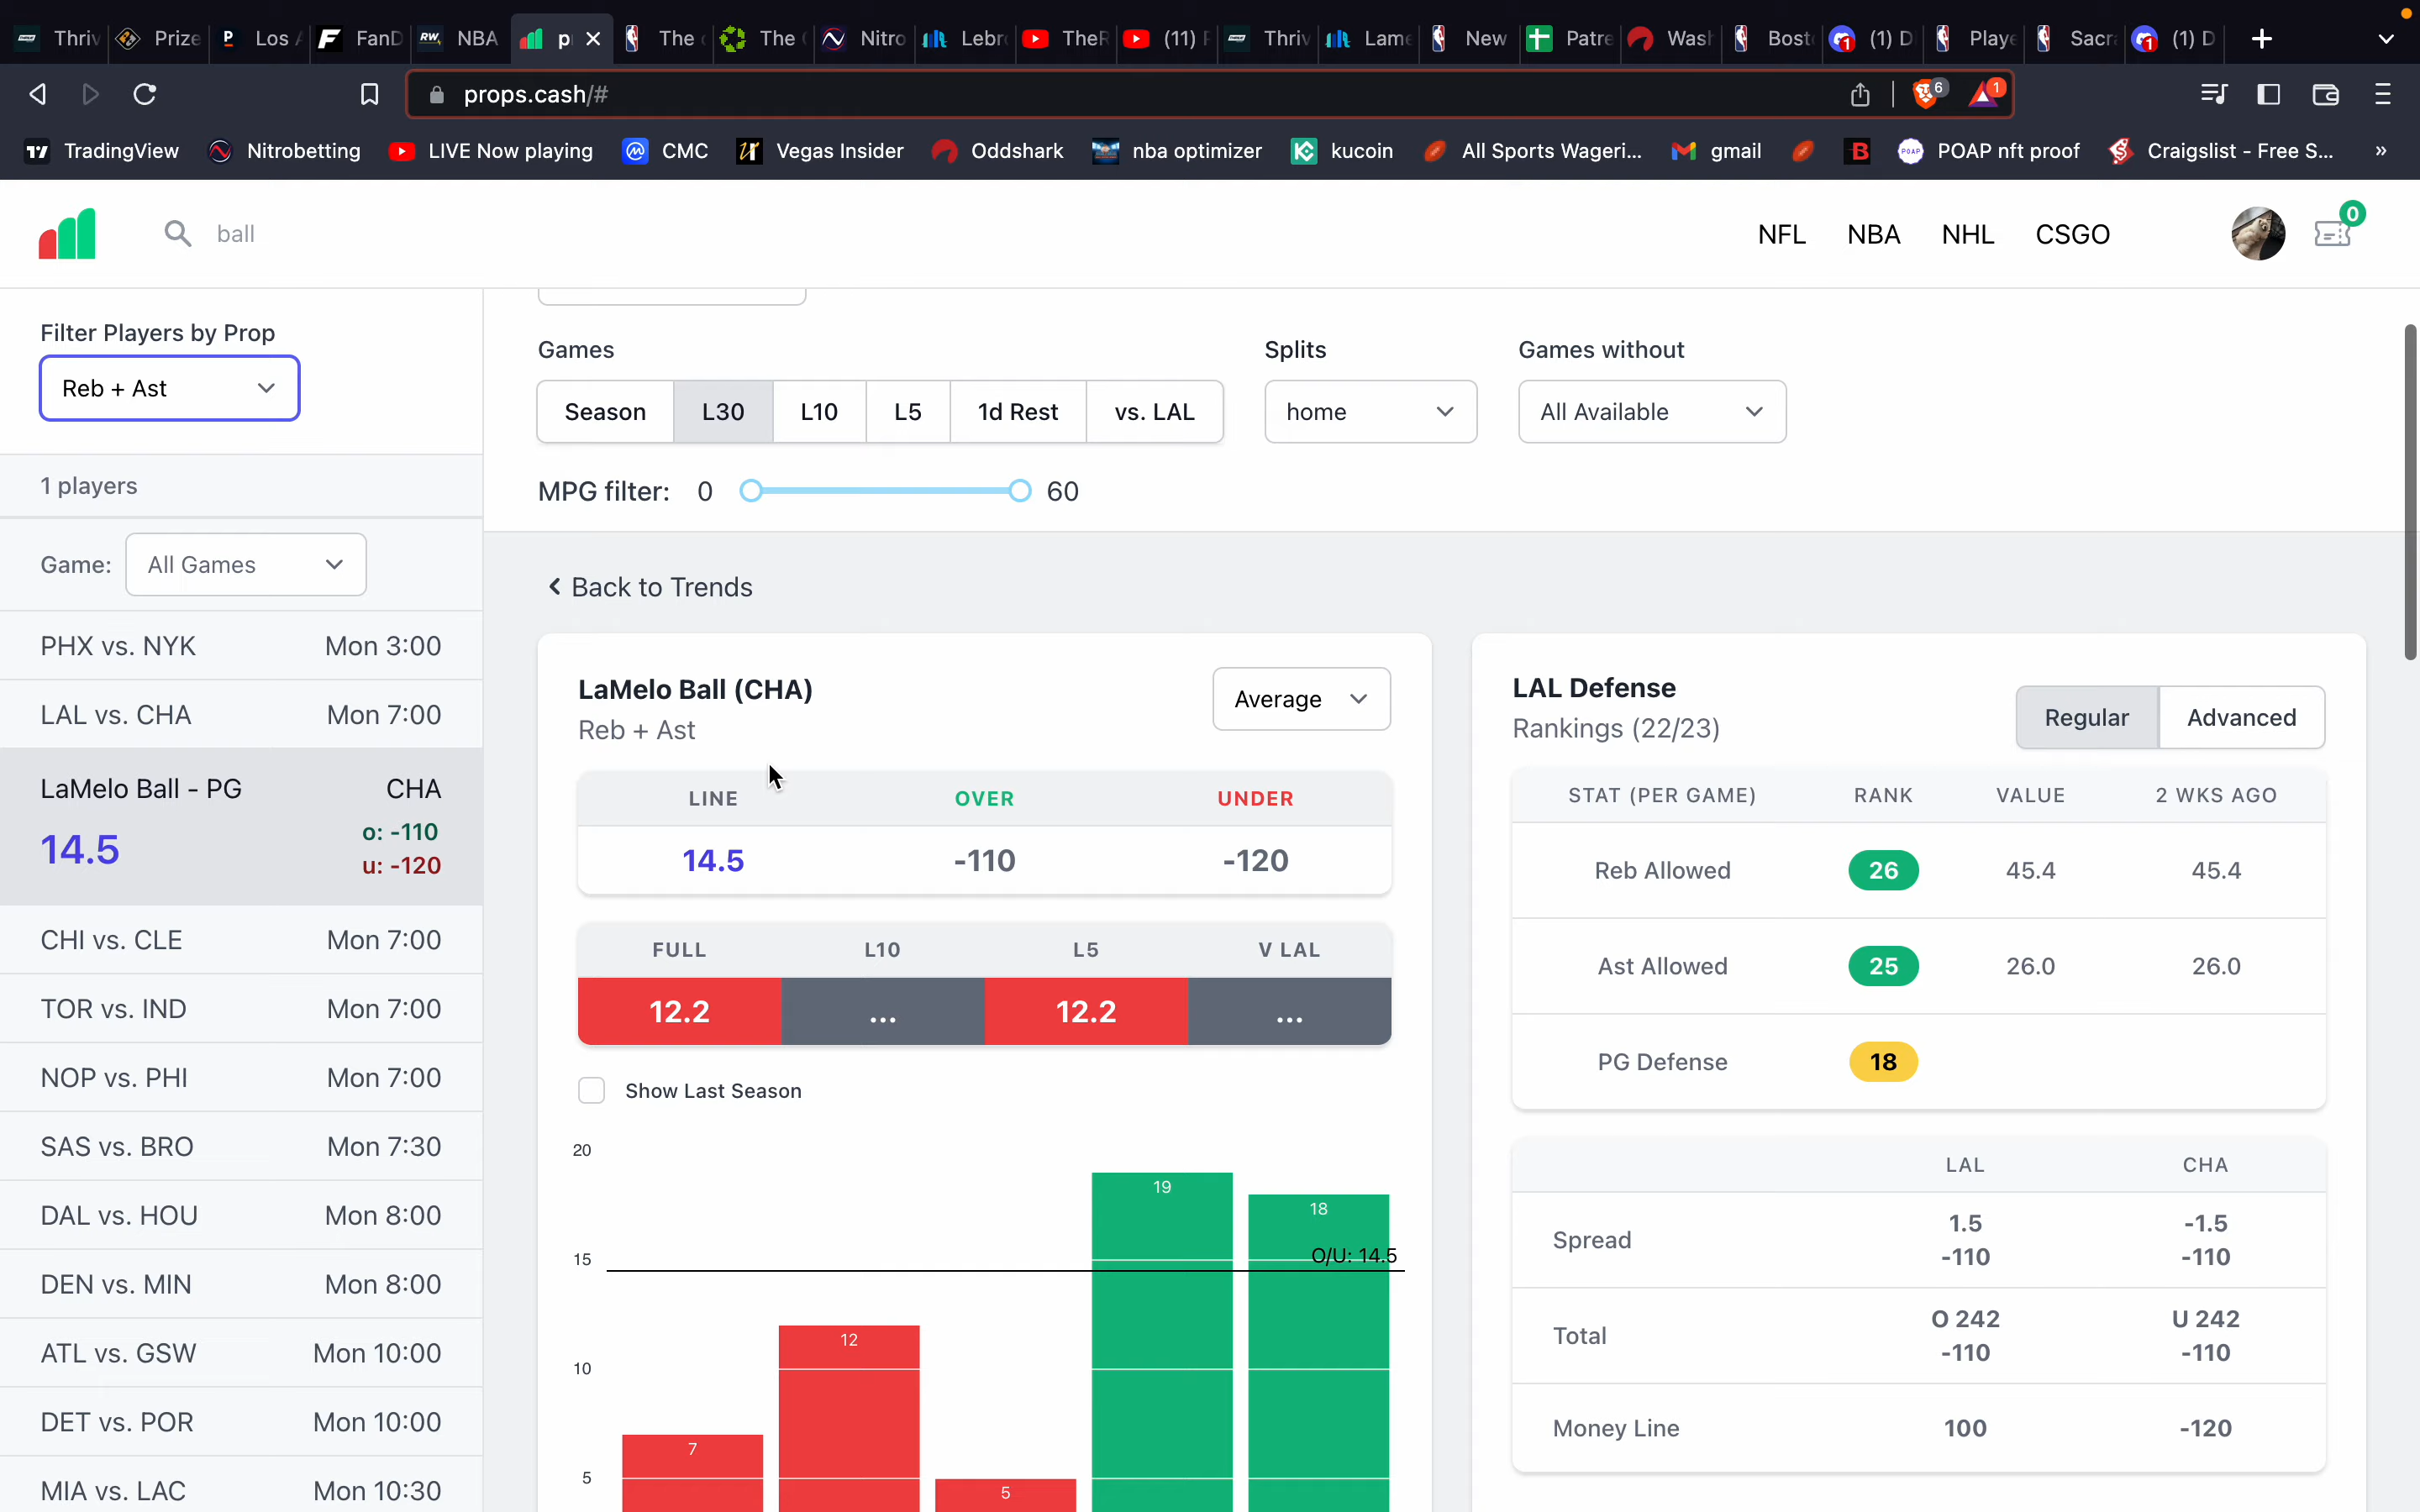 Thriv
Prize
Los A
FanD
NBA
p
The
The
Nitro
Lebr
TheR
(11)
Thriv
Lame
New
Patre
Wash
Bost
(1) D
Playe
Sacra
(1) D
props.cash/#
6
1
TradingView
Nitrobetting
LIVE Now playing
CMC
Vegas Insider
Oddshark
nba optimizer
kucoin
All Sports Wageri...
gmail
POAP nft proof
Craigslist - Free S...
»
ball
NFL
NBA
NHL
CSGO
0
Filter Players by Prop
Reb + Ast
1 players
Game: All Games
PHX vs. NYK Mon 3:00
LAL vs. CHA Mon 7:00
LaMelo Ball - PG CHA
14.5
o: -110
u: -120
CHI vs. CLE Mon 7:00
TOR vs. IND Mon 7:00
NOP vs. PHI Mon 7:00
SAS vs. BRO Mon 7:30
DAL vs. HOU Mon 8:00
DEN vs. MIN Mon 8:00
ATL vs. GSW Mon 10:00
DET vs. POR Mon 10:00
MIA vs. LAC Mon 10:30
Games
Season L30 L10 L5 1d Rest vs. LAL
Splits
home
Games without
All Available
MPG filter: 0 60
Back to Trends
LaMelo Ball (CHA)
Reb + Ast
Average
LINE OVER UNDER
14.5 -110 -120
FULL L10 L5 V LAL
12.2 ... 12.2 ...
Show Last Season
20
15
10
5
7
12
5
19
18
O/U: 14.5
LAL Defense
Rankings (22/23)
Regular Advanced
STAT (PER GAME) RANK VALUE 2 WKS AGO
Reb Allowed 26 45.4 45.4
Ast Allowed 25 26.0 26.0
PG Defense 18
LAL CHA
Spread
1.5 -1.5
-110 -110
Total
O 242 U 242
-110 -110
Money Line 100 -120